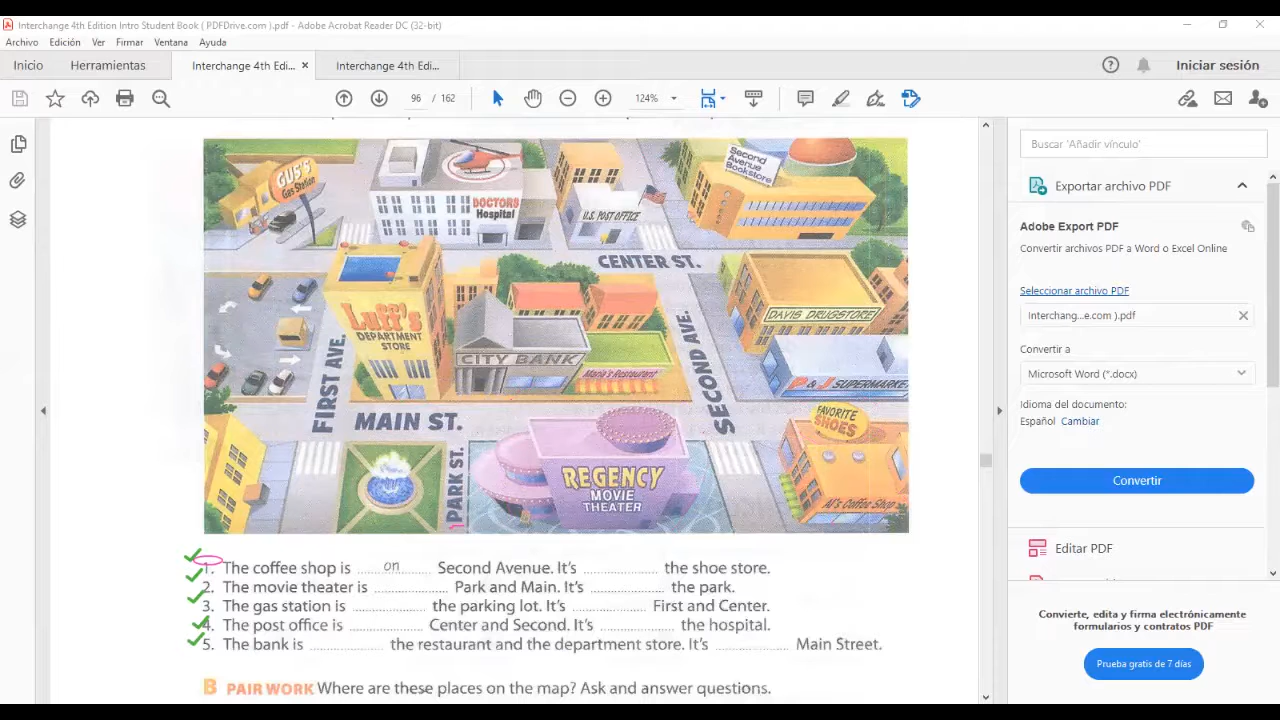 Interchange 4th Edition Intro Student Book ( PDFDrive.com ).pdf - Adobe Acrobat Reader DC (32-bit)
Archivo Edición Ver Firmar Ventana Ayuda
Inicio Herramientas Interchange 4th Edi... × Interchange 4th Edi... Iniciar sesión
96 / 162 124%
Buscar 'Añadir vínculo'
Exportar archivo PDF
Adobe Export PDF
Convertir archivos PDF a Word o Excel Online
Seleccionar archivo PDF
Interchang...e.com ).pdf
Convertir a
Microsoft Word (*.docx)
Idioma del documento:
Español Cambiar
Convertir
Editar PDF
Convierte, edita y firma electrónicamente
formularios y contratos PDF
Prueba gratis de 7 días
GUS's
Gas Station
DOCTORS
Hospital
U.S. POST OFFICE
Second
Avenue
Bookstore
CENTER ST.
Luff's
DEPARTMENT
STORE
CITY BANK
Maria's Restaurant
DAVIS DRUGSTORE
P & J SUPERMARKET
FIRST AVE.
SECOND AVE.
MAIN ST.
PARK ST.
REGENCY
MOVIE
THEATER
FAVORITE
SHOES
Al's Coffee Shop
1. The coffee shop is ....on.... Second Avenue. It's .................... the shoe store.
2. The movie theater is .................... Park and Main. It's .................... the park.
3. The gas station is .................... the parking lot. It's .................... First and Center.
4. The post office is .................... Center and Second. It's .................... the hospital.
5. The bank is .................... the restaurant and the department store. It's .................... Main Street.
B PAIR WORK Where are these places on the map? Ask and answer questions.